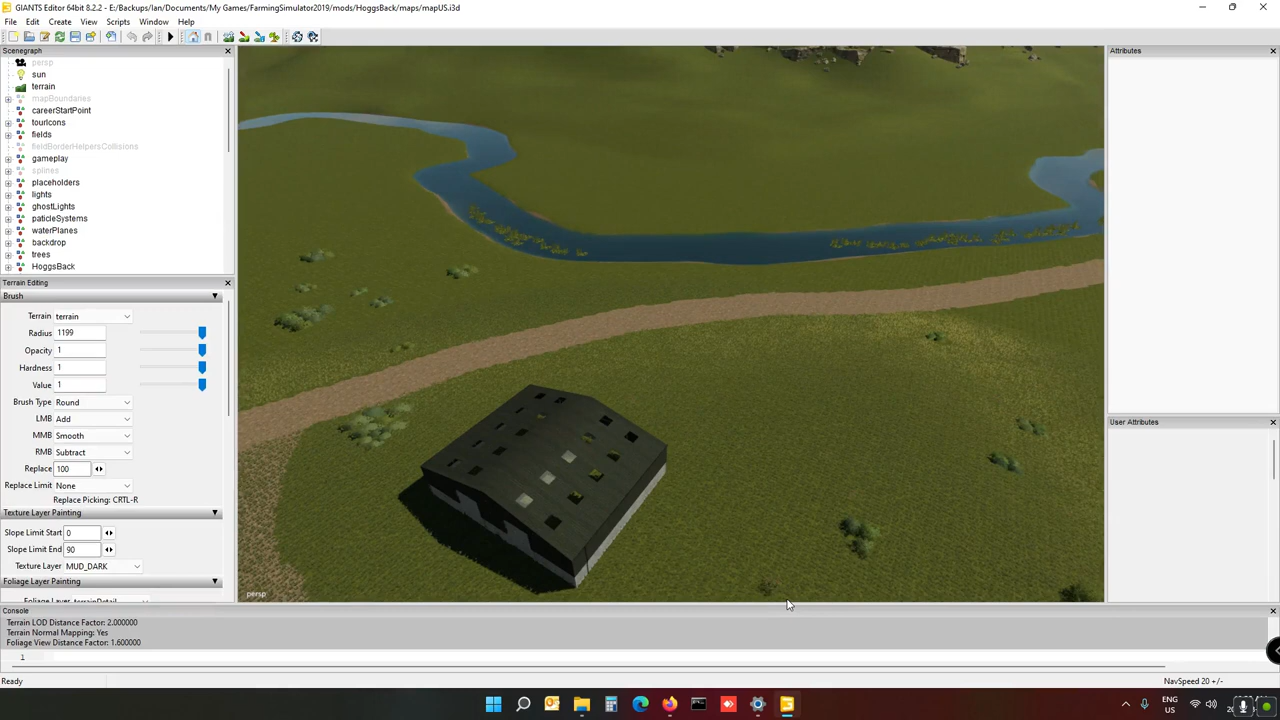 GIANTS Editor 64bit 8.2.2 - E:/Backups/Ian/Documents/My Games/FarmingSimulator2019/mods/HoggsBack/maps/mapUS.i3d
File Edit Create View Scripts Window Help
Scenegraph
persp
sun
terrain
mapBoundaries
careerStartPoint
tourIcons
fields
fieldBorderHelpersCollisions
gameplay
splines
placeholders
lights
ghostLights
paticleSystems
waterPlanes
backdrop
trees
HoggsBack
Terrain Editing
Brush
Terrain terrain
Radius 1199
Opacity 1
Hardness 1
Value 1
Brush Type Round
LMB Add
MMB Smooth
RMB Subtract
Replace 100
Replace Limit None
Replace Picking: CRTL-R
Texture Layer Painting
Slope Limit Start 0
Slope Limit End 90
Texture Layer MUD_DARK
Foliage Layer Painting
Foliage Layer terrainDetail
persp
Attributes
User Attributes
Console
Terrain LOD Distance Factor: 2.000000
Terrain Normal Mapping: Yes
Foliage View Distance Factor: 1.600000
1
Ready
NavSpeed 20 +/-
ENG
US